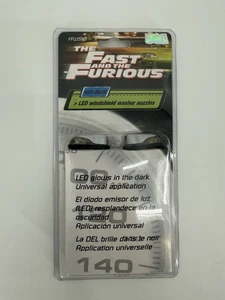 THE
FAST
AND THE
FURIOUS
> LED windshield washer nozzles
LED glows in the dark
Universal application
El diodo emisor de luz
(LED) resplandece en la
oscuridad
Aplicación universal
La DEL brille dans le noir
Application universelle
80
140